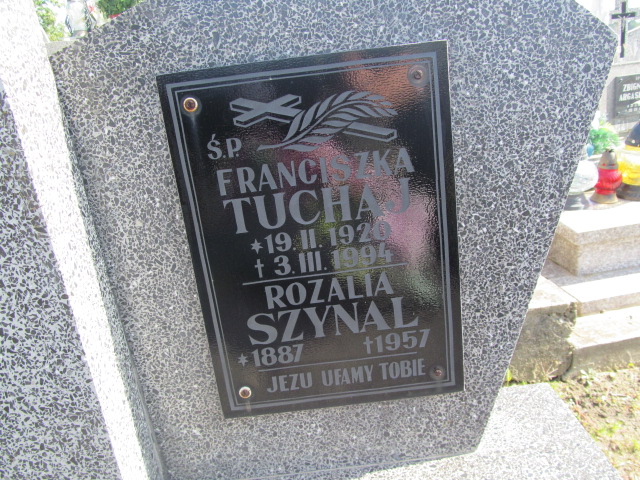 Ś.P.
FRANCISZKA
TUCHAJ
*19.II.1920
†3.III.1994
ROZALIA
SZYNAL
*1887 †1957
JEZU UFAMY TOBIE